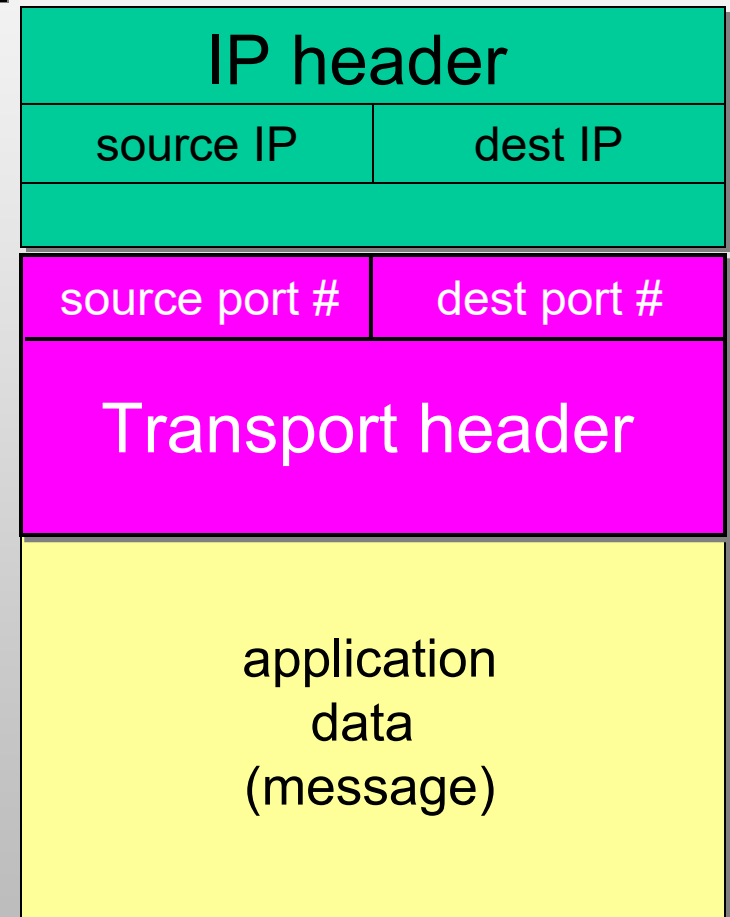 IP header
source IP dest IP
source port # dest port #
Transport header
application
data
(message)